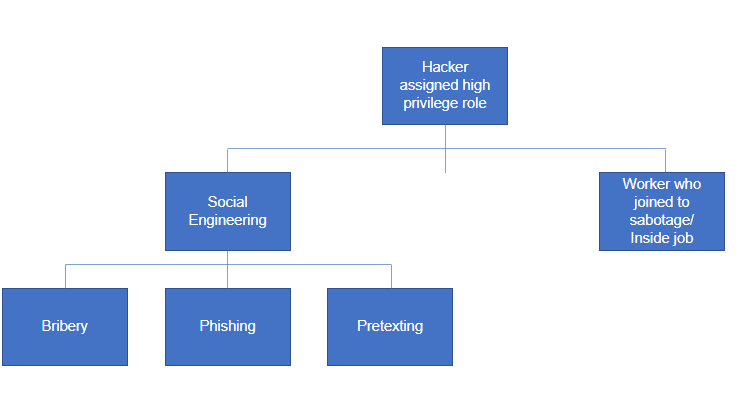 Hacker
assigned high
privilege role
Social
Engineering
Worker who
joined to
sabotage/
Inside job
Bribery
Phishing
Pretexting